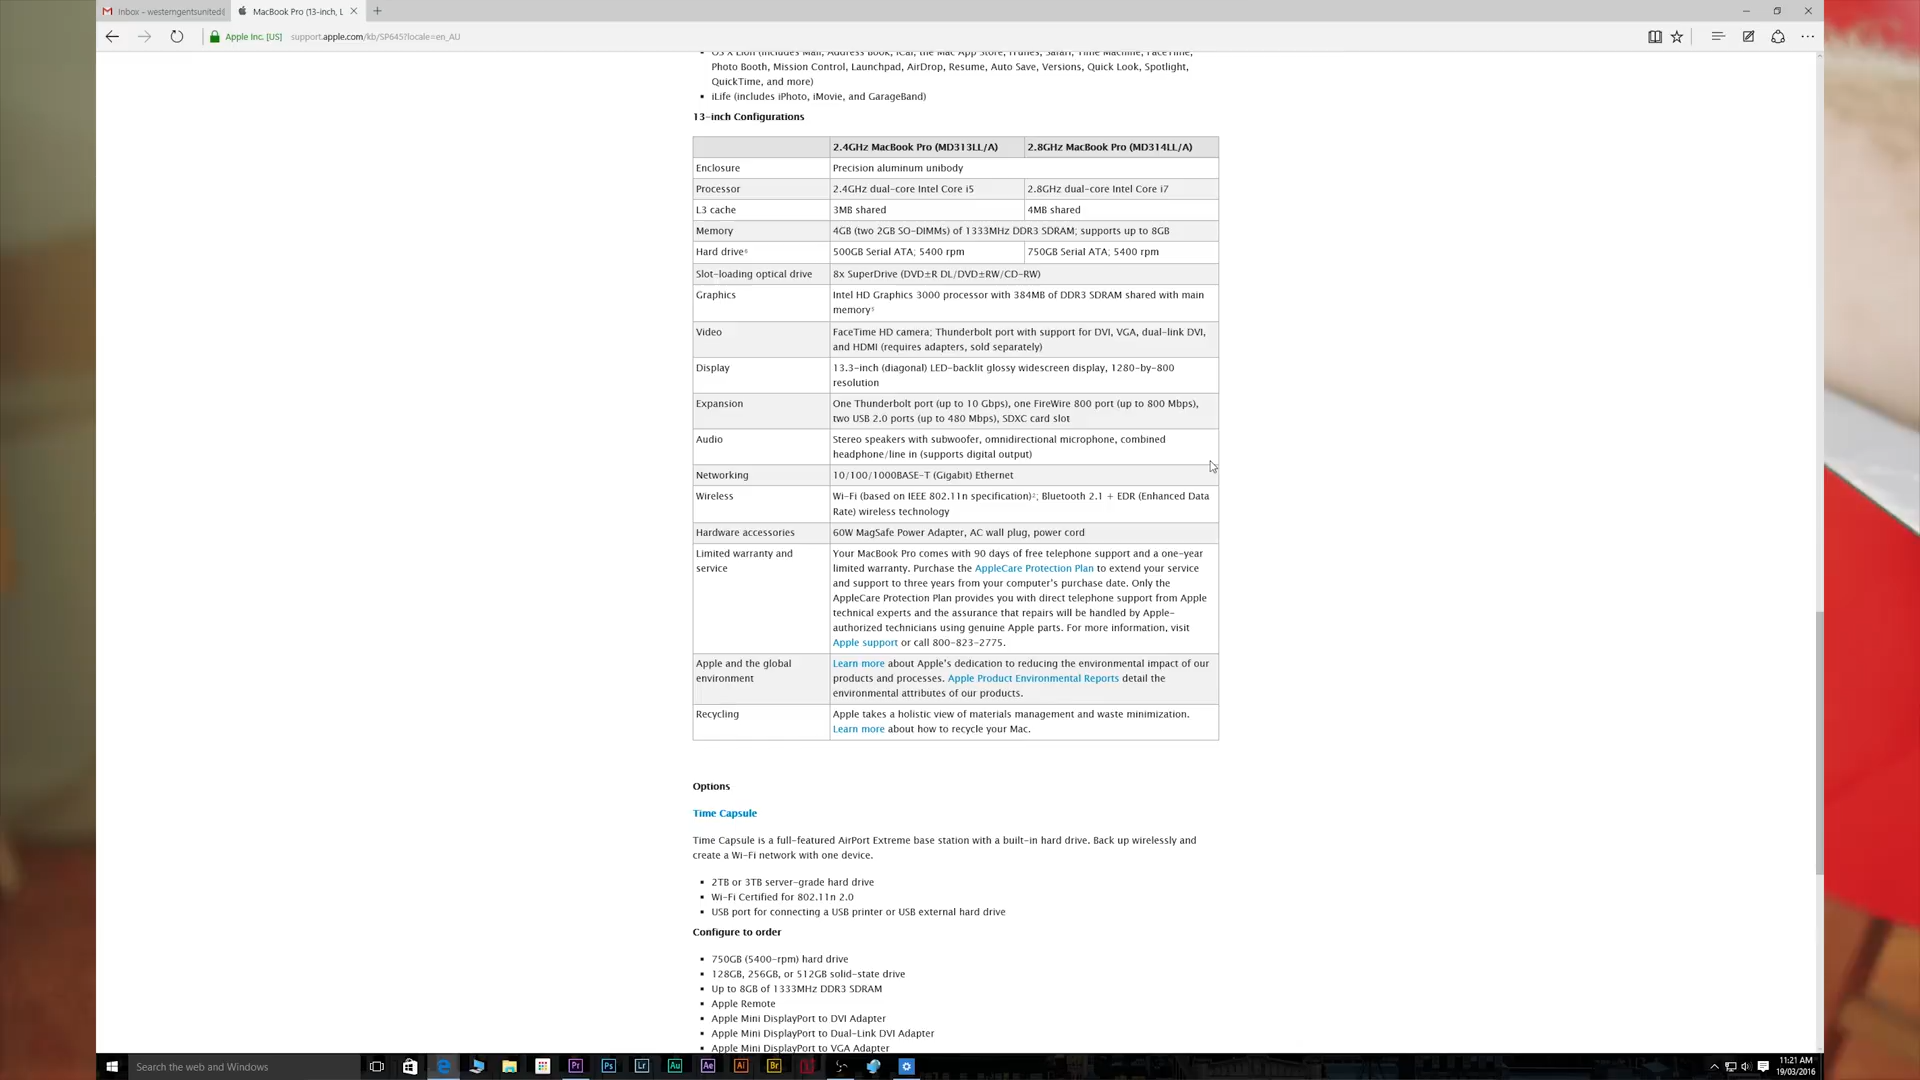 Inbox - westerngentsunited@
MacBook Pro (13-inch, L
Apple Inc. [US] support.apple.com/kb/SP645?locale=en_AU
OS X Lion (includes Mail, Address Book, iCal, the Mac App Store, iTunes, Safari, Time Machine, FaceTime,
Photo Booth, Mission Control, Launchpad, AirDrop, Resume, Auto Save, Versions, Quick Look, Spotlight,
QuickTime, and more)
iLife (includes iPhoto, iMovie, and GarageBand)
13-inch Configurations
2.4GHz MacBook Pro (MD313LL/A) 2.8GHz MacBook Pro (MD314LL/A)
Enclosure Precision aluminum unibody
Processor 2.4GHz dual-core Intel Core i5 2.8GHz dual-core Intel Core i7
L3 cache 3MB shared 4MB shared
Memory 4GB (two 2GB SO-DIMMs) of 1333MHz DDR3 SDRAM; supports up to 8GB
Hard drive 500GB Serial ATA; 5400 rpm 750GB Serial ATA; 5400 rpm
Slot-loading optical drive 8x SuperDrive (DVD±R DL/DVD±RW/CD-RW)
Graphics Intel HD Graphics 3000 processor with 384MB of DDR3 SDRAM shared with main
memory
Video FaceTime HD camera; Thunderbolt port with support for DVI, VGA, dual-link DVI,
and HDMI (requires adapters, sold separately)
Display 13.3-inch (diagonal) LED-backlit glossy widescreen display, 1280-by-800
resolution
Expansion One Thunderbolt port (up to 10 Gbps), one FireWire 800 port (up to 800 Mbps),
two USB 2.0 ports (up to 480 Mbps), SDXC card slot
Audio Stereo speakers with subwoofer, omnidirectional microphone, combined
headphone/line in (supports digital output)
Networking 10/100/1000BASE-T (Gigabit) Ethernet
Wireless Wi-Fi (based on IEEE 802.11n specification)²; Bluetooth 2.1 + EDR (Enhanced Data
Rate) wireless technology
Hardware accessories 60W MagSafe Power Adapter, AC wall plug, power cord
Limited warranty and Your MacBook Pro comes with 90 days of free telephone support and a one-year
service limited warranty. Purchase the AppleCare Protection Plan to extend your service
and support to three years from your computer's purchase date. Only the
AppleCare Protection Plan provides you with direct telephone support from Apple
technical experts and the assurance that repairs will be handled by Apple-
authorized technicians using genuine Apple parts. For more information, visit
Apple support or call 800-823-2775.
Apple and the global Learn more about Apple's dedication to reducing the environmental impact of our
environment products and processes. Apple Product Environmental Reports detail the
environmental attributes of our products.
Recycling Apple takes a holistic view of materials management and waste minimization.
Learn more about how to recycle your Mac.
Options
Time Capsule
Time Capsule is a full-featured AirPort Extreme base station with a built-in hard drive. Back up wirelessly and
create a Wi-Fi network with one device.
2TB or 3TB server-grade hard drive
Wi-Fi Certified for 802.11n 2.0
USB port for connecting a USB printer or USB external hard drive
Configure to order
750GB (5400-rpm) hard drive
128GB, 256GB, or 512GB solid-state drive
Up to 8GB of 1333MHz DDR3 SDRAM
Apple Remote
Apple Mini DisplayPort to DVI Adapter
Apple Mini DisplayPort to Dual-Link DVI Adapter
Apple Mini DisplayPort to VGA Adapter
Search the web and Windows
Pr Ps Lr Au Ae Ai Br
11:21 AM
19/03/2016